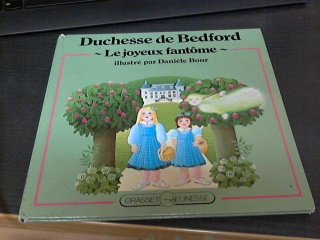 Duchesse de Bedford
~ Le joyeux fantôme ~
illustré par Danièle Bour
GRASSET JEUNESSE